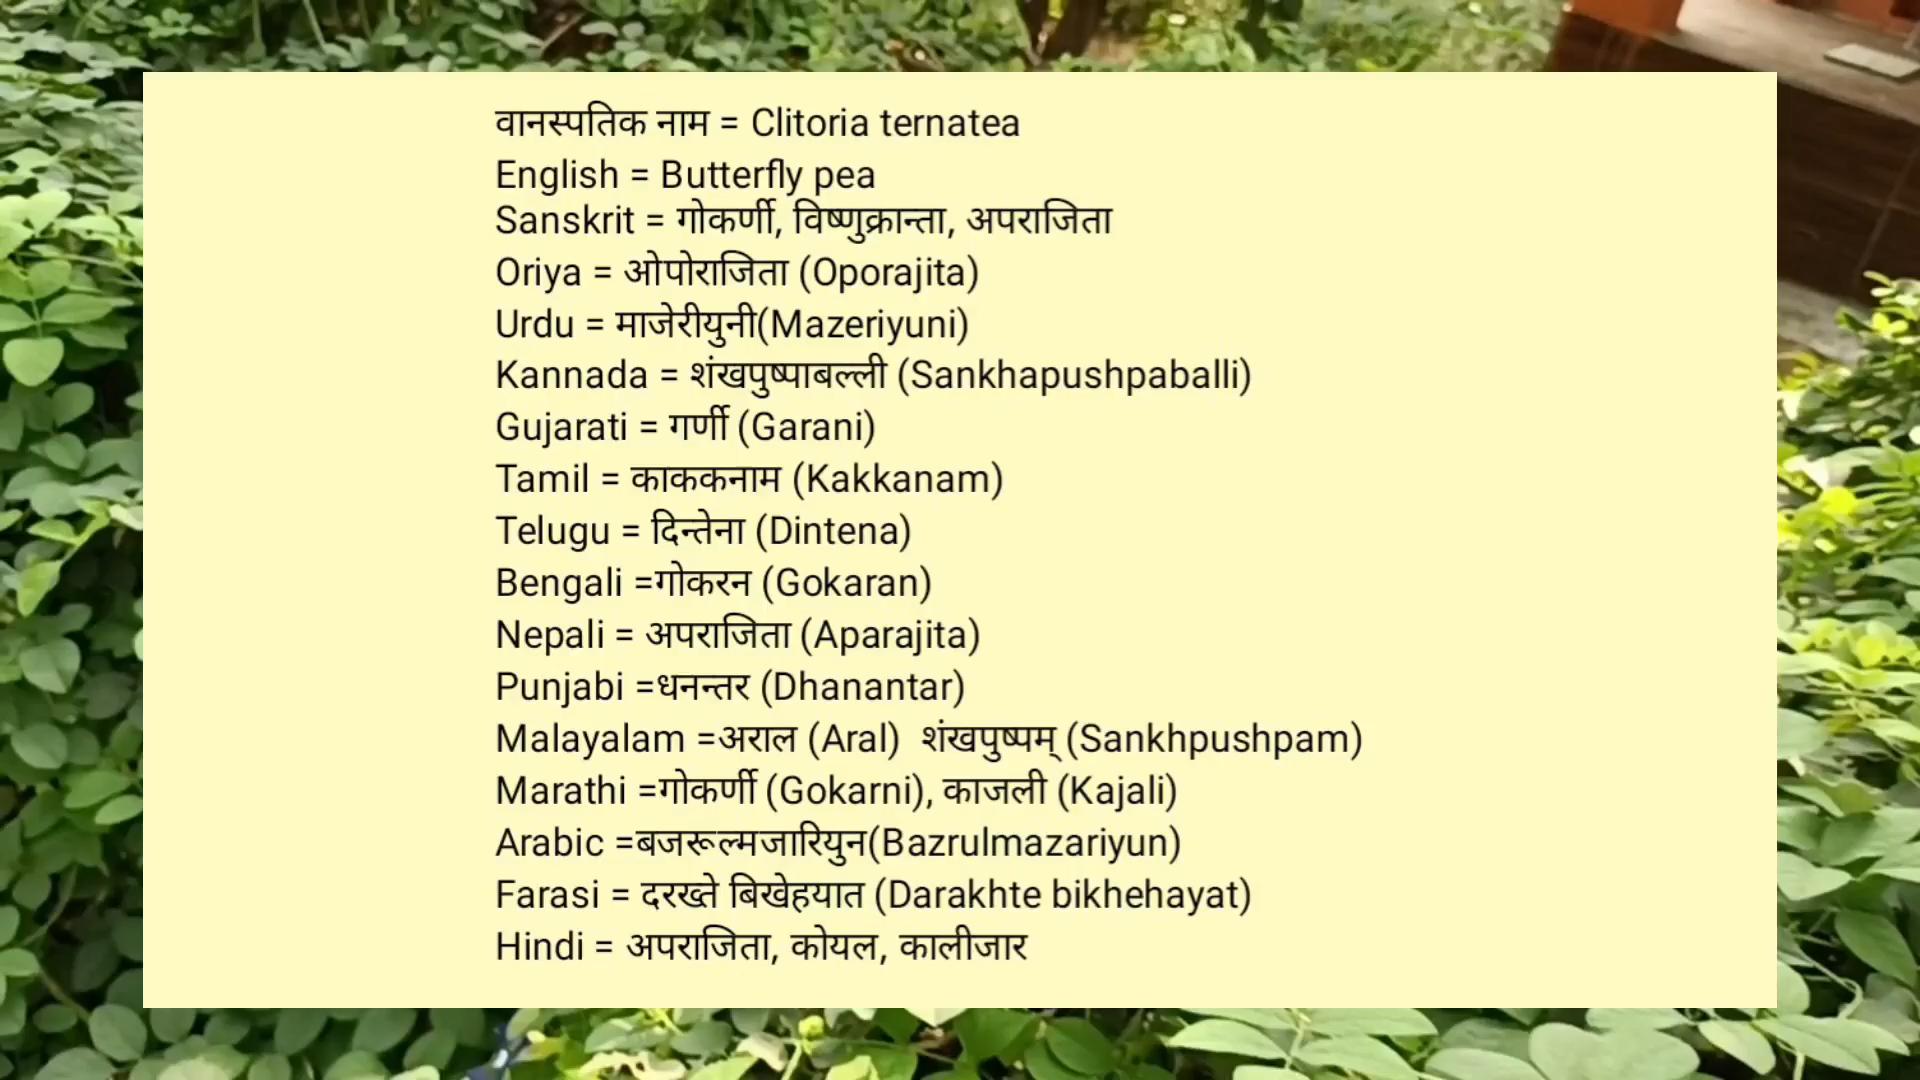 वानस्पतिक नाम = Clitoria ternatea
English = Butterfly pea
Sanskrit = गोकर्णी, विष्णुक्रान्ता, अपराजिता
Oriya = ओपोराजिता (Oporajita)
Urdu = माजेरीयुनी(Mazeriyuni)
Kannada = शंखपुष्पाबल्ली (Sankhapushpaballi)
Gujarati = गर्णी (Garani)
Tamil = काककनाम (Kakkanam)
Telugu = दिन्तेना (Dintena)
Bengali =गोकरन (Gokaran)
Nepali = अपराजिता (Aparajita)
Punjabi =धनन्तर (Dhanantar)
Malayalam =अराल (Aral)  शंखपुष्पम् (Sankhpushpam)
Marathi =गोकर्णी (Gokarni), काजली (Kajali)
Arabic =बजरूल्मजारियुन(Bazrulmazariyun)
Farasi = दरख्ते बिखेहयात (Darakhte bikhehayat)
Hindi = अपराजिता, कोयल, कालीजार